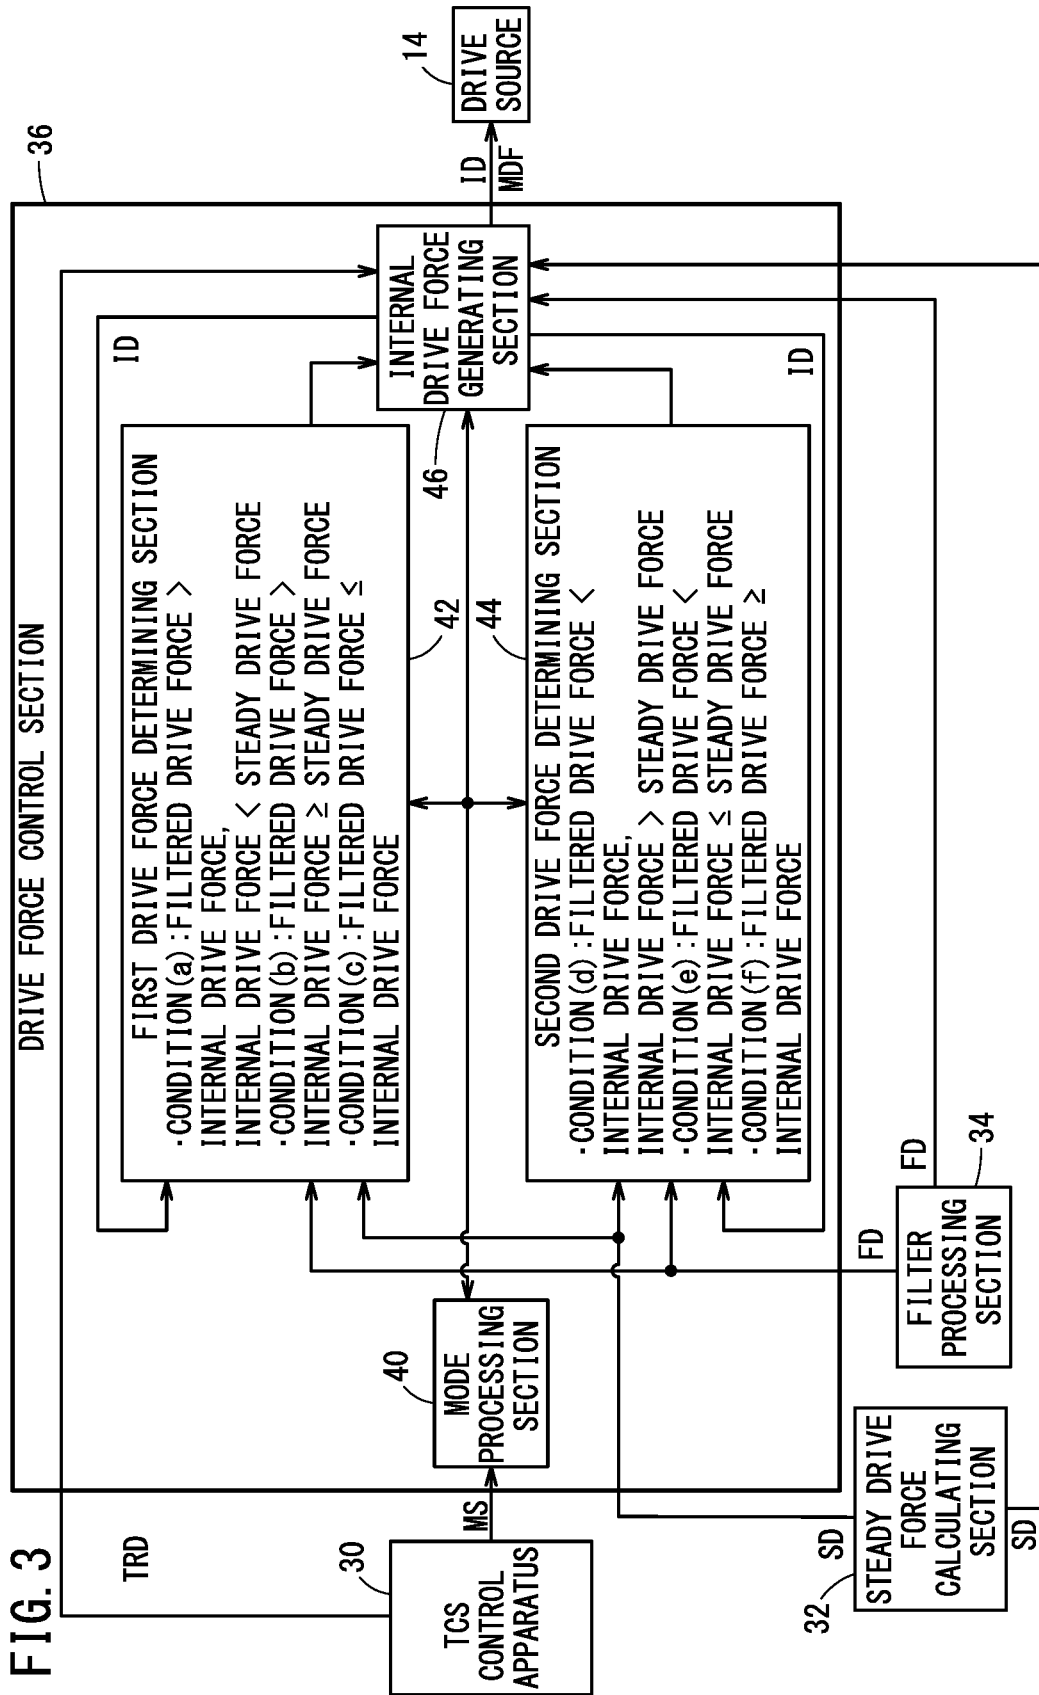 FIG. 3
DRIVE FORCE CONTROL SECTION
36
TRD
ID
FIRST DRIVE FORCE DETERMINING SECTION
·CONDITION(a):FILTERED DRIVE FORCE >
INTERNAL DRIVE FORCE,
INTERNAL DRIVE FORCE < STEADY DRIVE FORCE
·CONDITION(b):FILTERED DRIVE FORCE >
INTERNAL DRIVE FORCE ≥ STEADY DRIVE FORCE
·CONDITION(c):FILTERED DRIVE FORCE ≤
INTERNAL DRIVE FORCE
42
30
TCS
CONTROL
APPARATUS
MS
40
MODE
PROCESSING
SECTION
46
INTERNAL
DRIVE FORCE
GENERATING
SECTION
ID
MDF
14
DRIVE
SOURCE
44
SECOND DRIVE FORCE DETERMINING SECTION
·CONDITION(d):FILTERED DRIVE FORCE <
INTERNAL DRIVE FORCE,
INTERNAL DRIVE FORCE > STEADY DRIVE FORCE
·CONDITION(e):FILTERED DRIVE FORCE <
INTERNAL DRIVE FORCE ≤ STEADY DRIVE FORCE
·CONDITION(f):FILTERED DRIVE FORCE ≥
INTERNAL DRIVE FORCE
ID
32
SD
STEADY DRIVE
FORCE
CALCULATING
SECTION
SD
FD
FD
34
FILTER
PROCESSING
SECTION